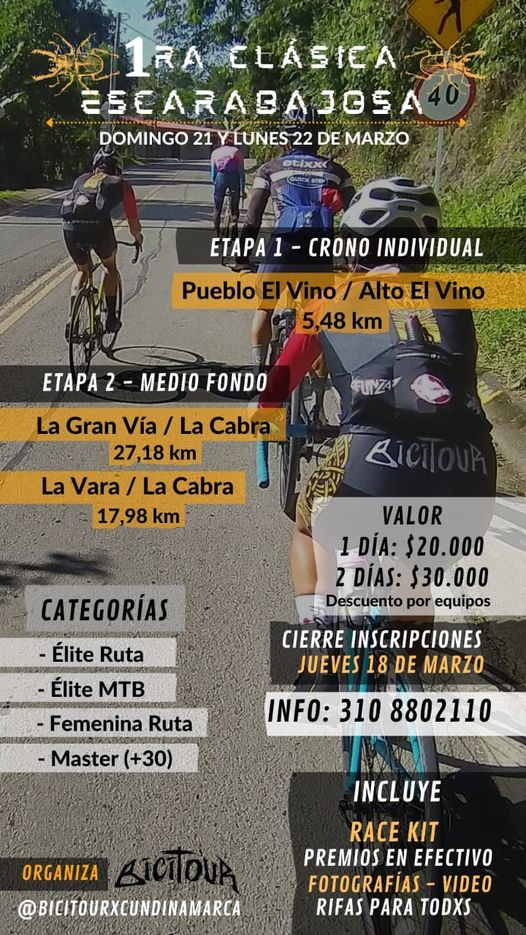 1RA CLÁSICA
ESCARABAJOSA
40
DOMINGO 21 Y LUNES 22 DE MARZO
etixx
QUICK STEP
ETAPA 1 - CRONO INDIVIDUAL
Pueblo El Vino / Alto El Vino
5,48 km
ETAPA 2 - MEDIO FONDO
FUNZA
La Gran Vía / La Cabra
27,18 km
BiCiTOUR
La Vara / La Cabra
17,98 km
VALOR
1 DÍA: $20.000
2 DÍAS: $30.000
Descuento por equipos
CATEGORÍAS
- Élite Ruta
- Élite MTB
- Femenina Ruta
- Master (+30)
CIERRE INSCRIPCIONES
JUEVES 18 DE MARZO
INFO: 310 8802110
INCLUYE
RACE KIT
PREMIOS EN EFECTIVO
FOTOGRAFÍAS - VIDEO
RIFAS PARA TODXS
ORGANIZA BiCiTOUR
@BICITOURXCUNDINAMARCA